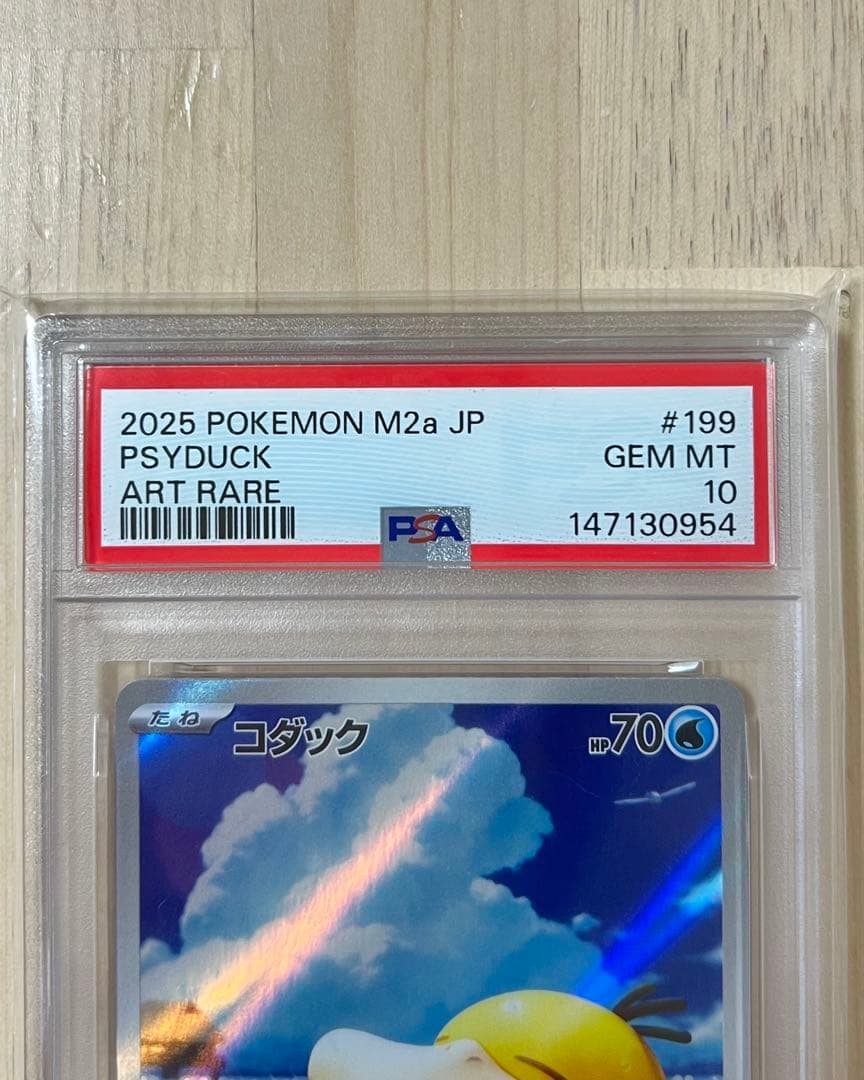 2025 POKEMON M2a JP #199
PSYDUCK GEM MT
ART RARE 10
PSA 147130954
たね コダック HP70